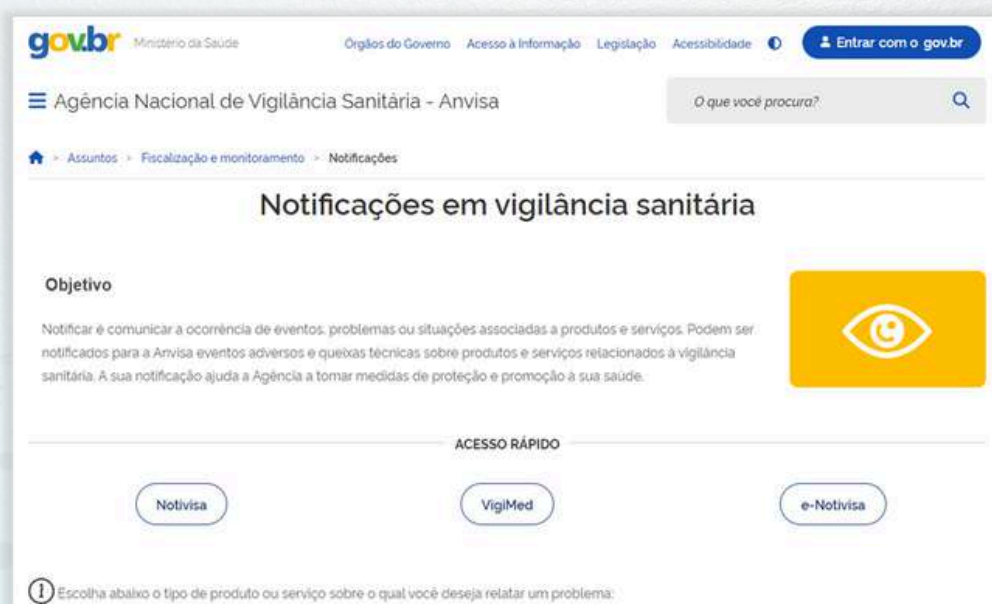 gov.br Ministério da Saúde Órgãos do Governo Acesso à Informação Legislação Acessibilidade Entrar com o gov.br
Agência Nacional de Vigilância Sanitária - Anvisa O que você procura?
> Assuntos > Fiscalização e monitoramento > Notificações
Notificações em vigilância sanitária
Objetivo
Notificar é comunicar a ocorrência de eventos, problemas ou situações associadas a produtos e serviços. Podem ser
notificados para a Anvisa eventos adversos e queixas técnicas sobre produtos e serviços relacionados à vigilância
sanitária. A sua notificação ajuda a Agência a tomar medidas de proteção e promoção à sua saúde.
ACESSO RÁPIDO
Notivisa VigiMed e-Notivisa
1 Escolha abaixo o tipo de produto ou serviço sobre o qual você deseja relatar um problema: